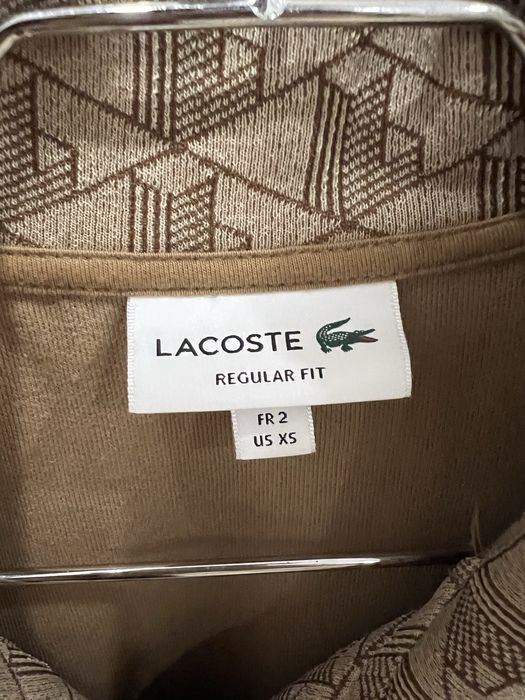 LACOSTE
REGULAR FIT
FR 2
US XS